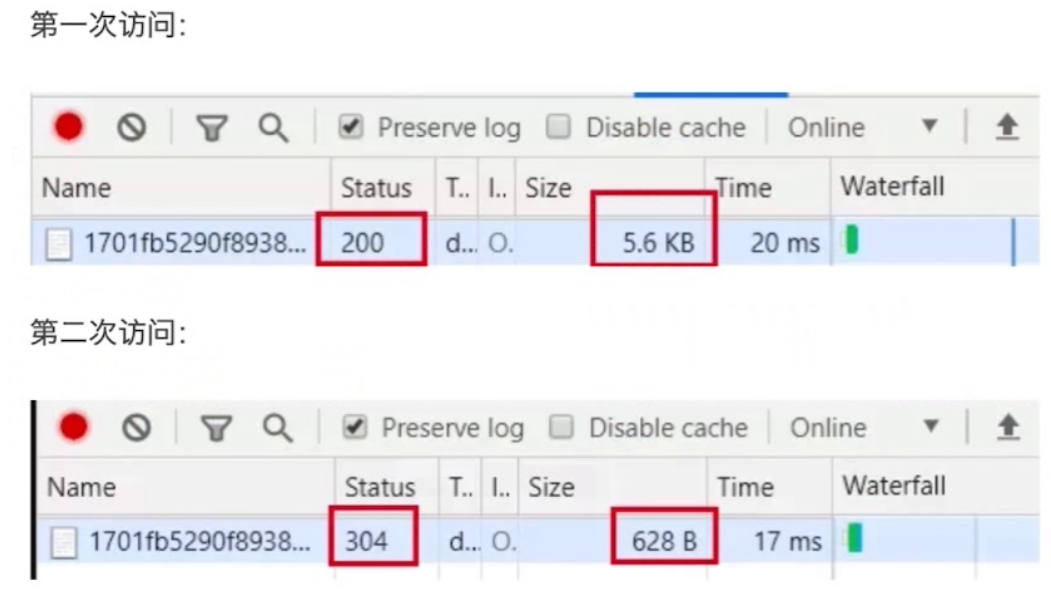 第一次访问:
Preserve log Disable cache Online
Name Status T.. I.. Size Time Waterfall
1701fb5290f8938... 200 d... O. 5.6 KB 20 ms
第二次访问:
Preserve log Disable cache Online
Name Status T.. I.. Size Time Waterfall
1701fb5290f8938... 304 d... O. 628 B 17 ms